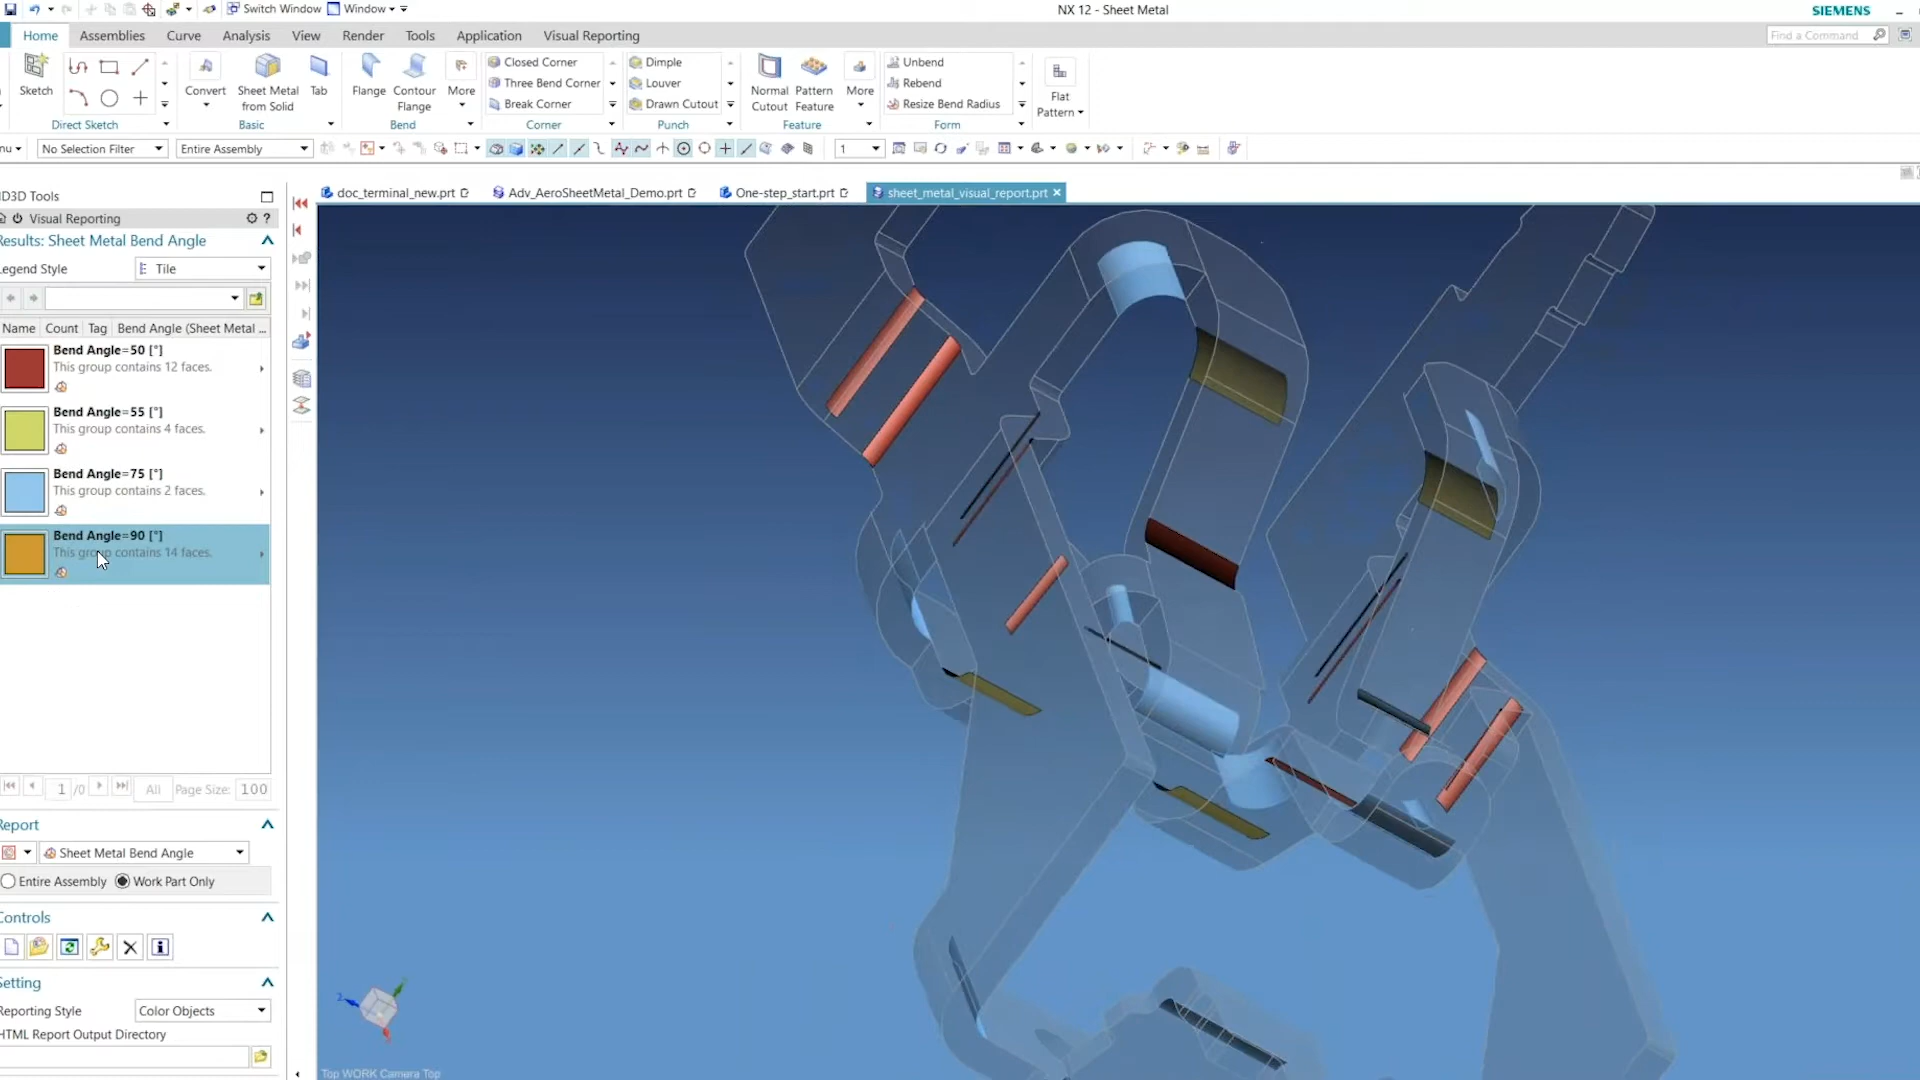 Switch Window Window
NX 12 - Sheet Metal
SIEMENS
Home Assemblies Curve Analysis View Render Tools Application Visual Reporting
Find a Command
Closed Corner Dimple Unbend
Three Bend Corner Louver Rebend
Sketch Convert Sheet Metal Tab Flange Contour More Normal Pattern More
from Solid Flange Cutout Feature
Break Corner Drawn Cutout Resize Bend Radius
Flat
Pattern
Direct Sketch Basic Bend Corner Punch Feature Form
nu No Selection Filter Entire Assembly 1
D3D Tools
doc_terminal_new.prt Adv_AeroSheetMetal_Demo.prt One-step_start.prt sheet_metal_visual_report.prt
Visual Reporting ?
Results: Sheet Metal Bend Angle
egend Style Tile
Name Count Tag Bend Angle (Sheet Metal ...
Bend Angle=50 [°]
This group contains 12 faces.
Bend Angle=55 [°]
This group contains 4 faces.
Bend Angle=75 [°]
This group contains 2 faces.
Bend Angle=90 [°]
This group contains 14 faces.
1 /0 All Page Size: 100
Report
Sheet Metal Bend Angle
Entire Assembly Work Part Only
Controls
Setting
Reporting Style Color Objects
HTML Report Output Directory
Top WORK Camera Top